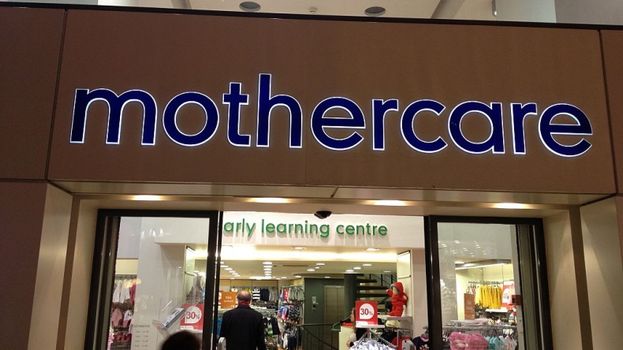 mothercare
arly learning centre
30%
30%